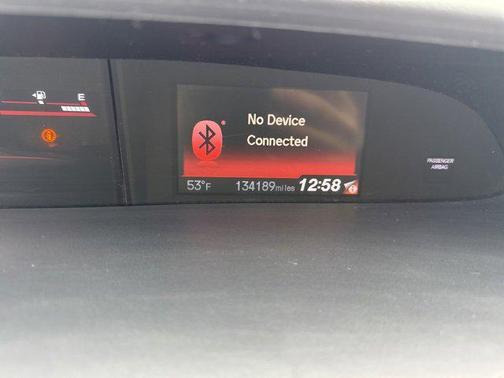 No Device
Connected
E
53°F 134189miles 12:58
PASSENGER
AIRBAG